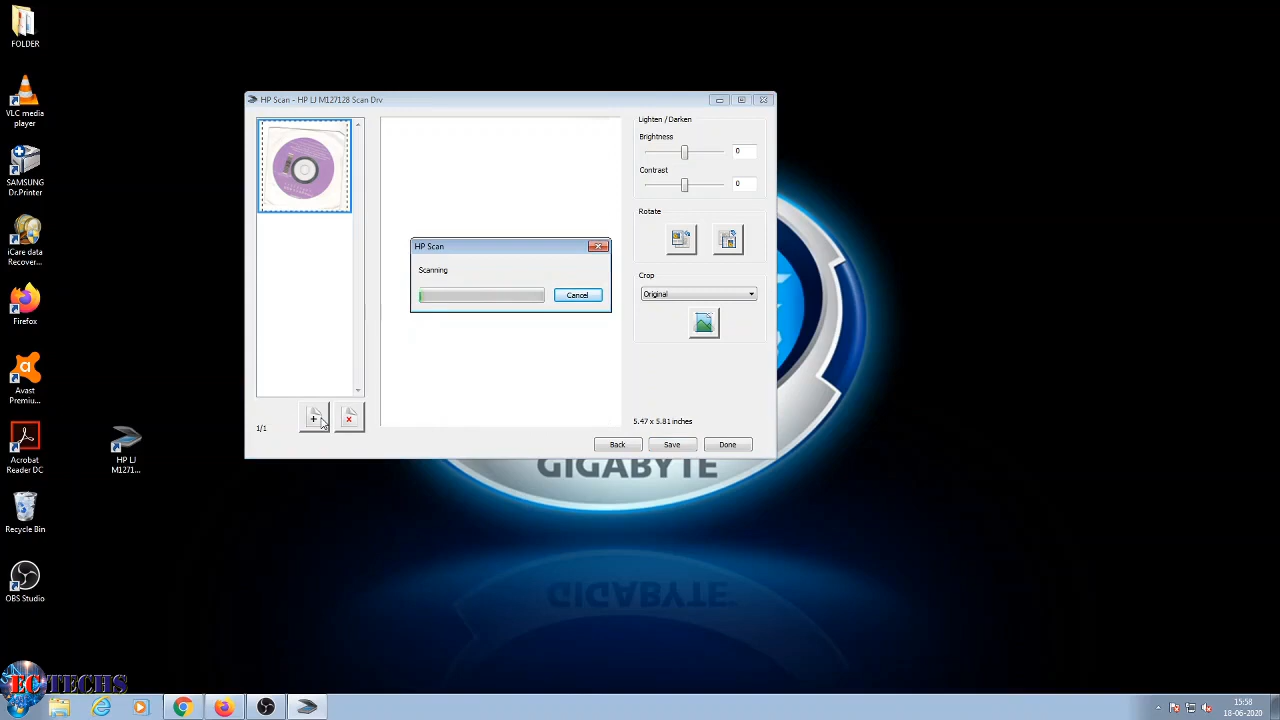 FOLDER
VLC media
player
SAMSUNG
Dr.Printer
iCare data
Recover...
Firefox
Avast
Premiu...
Acrobat
Reader DC
Recycle Bin
OBS Studio
HP LJ
M1271...
HP Scan - HP LJ M127128 Scan Drv
1/1
HP Scan
Scanning
Cancel
Lighten / Darken
Brightness
0
Contrast
0
Rotate
Crop
Original
5.47 x 5.81 inches
Back
Save
Done
GIGABYTE
GIGABYTE
ECTECHS
15:58
18-06-2020